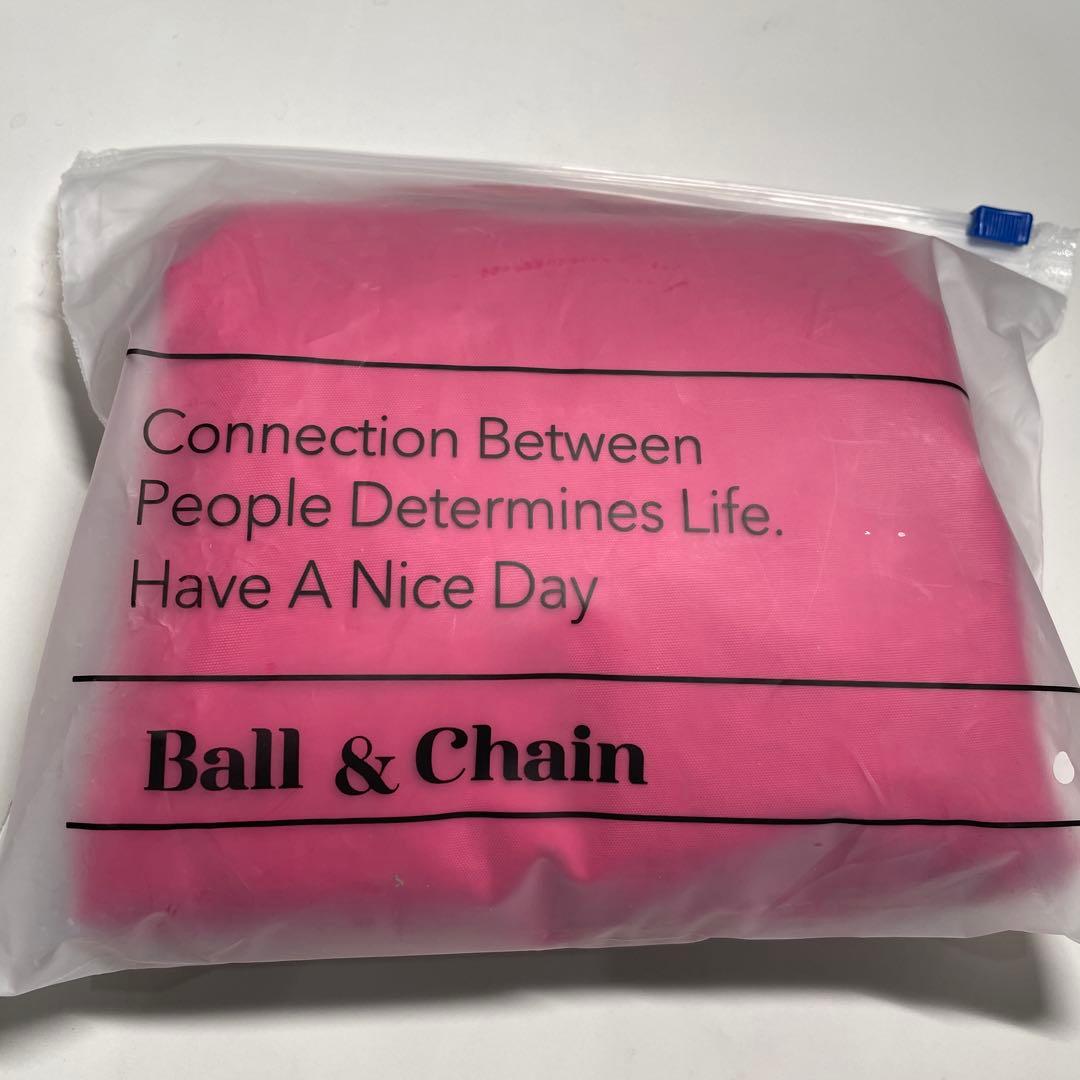 Connection Between
People Determines Life.
Have A Nice Day
Ball & Chain